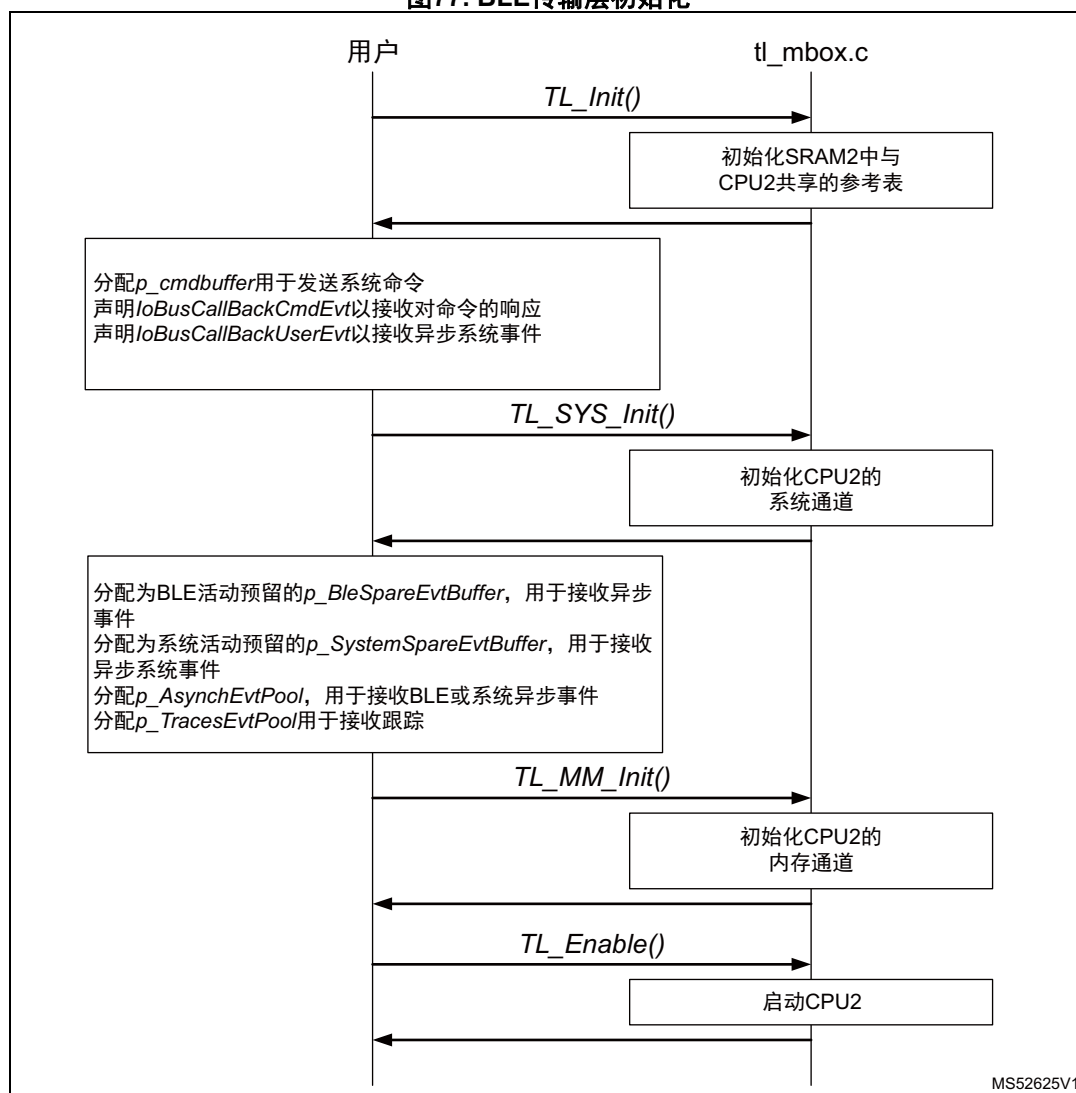 图77. BLE传输层初始化
用户
tl_mbox.c
TL_Init()
初始化SRAM2中与
CPU2共享的参考表
分配p_cmdbuffer用于发送系统命令
声明IoBusCallBackCmdEvt以接收对命令的响应
声明IoBusCallBackUserEvt以接收异步系统事件
TL_SYS_Init()
初始化CPU2的
系统通道
分配为BLE活动预留的p_BleSpareEvtBuffer，用于接收异步
事件
分配为系统活动预留的p_SystemSpareEvtBuffer，用于接收
异步系统事件
分配p_AsynchEvtPool，用于接收BLE或系统异步事件
分配p_TracesEvtPool用于接收跟踪
TL_MM_Init()
初始化CPU2的
内存通道
TL_Enable()
启动CPU2
MS52625V1